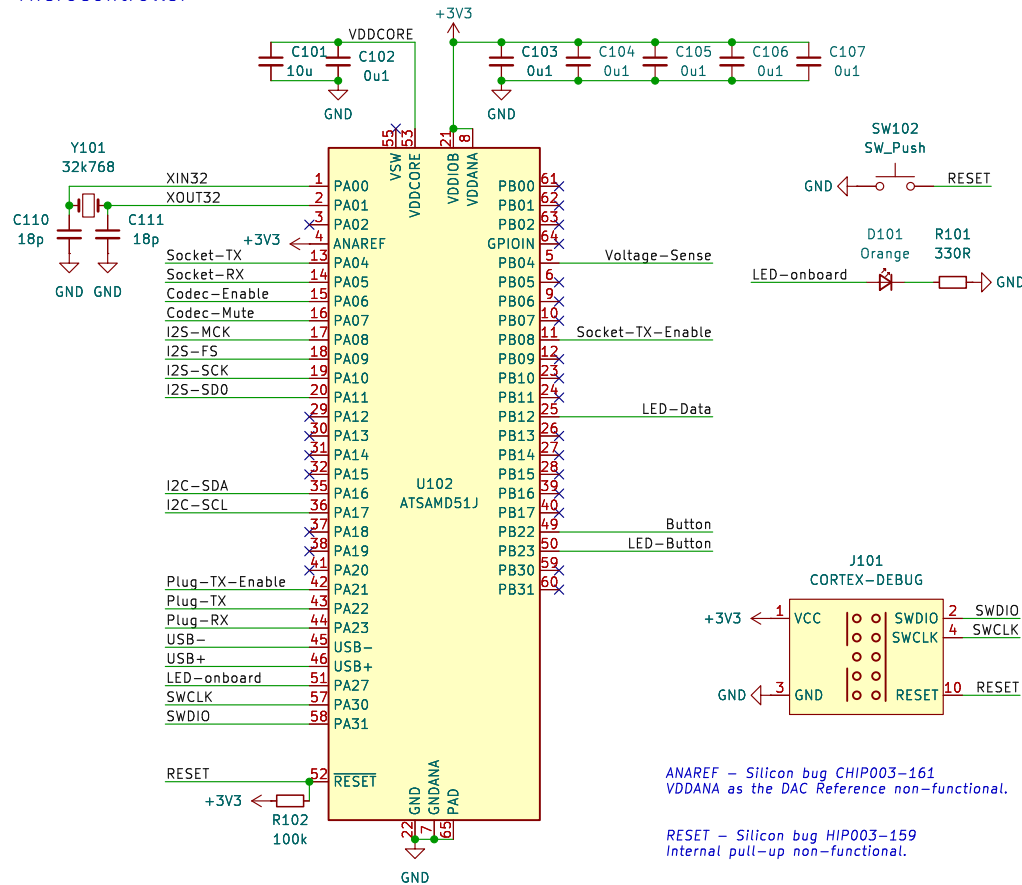 +3V3
VDDCORE
C101
10u
C102
0u1
C103
0u1
C104
0u1
C105
0u1
C106
0u1
C107
0u1
GND
GND
55
53
21
8
VSW
VDDCORE
VDDIOB
VDDANA
Y101
32k768
XIN32
XOUT32
C110
18p
C111
18p
GND
GND
+3V3
Socket-TX
Socket-RX
Codec-Enable
Codec-Mute
I2S-MCK
I2S-FS
I2S-SCK
I2S-SDO
I2C-SDA
I2C-SCL
Plug-TX-Enable
Plug-TX
Plug-RX
USB-
USB+
LED-onboard
SWCLK
SWDIO
RESET
+3V3
R102
100k
1 PA00
2 PA01
3 PA02
4 ANAREF
13 PA04
14 PA05
15 PA06
16 PA07
17 PA08
18 PA09
19 PA10
20 PA11
29 PA12
30 PA13
31 PA14
32 PA15
35 PA16
36 PA17
37 PA18
38 PA19
41 PA20
42 PA21
43 PA22
44 PA23
45 USB-
46 USB+
51 PA27
57 PA30
58 PA31
52 RESET
U102
ATSAMD51J
PB00 61
PB01 62
PB02 63
GPIOIN 64
PB04 5
PB05 6
PB06 9
PB07 10
PB08 11
PB09 12
PB10 23
PB11 24
PB12 25
PB13 26
PB14 27
PB15 28
PB16 39
PB17 40
PB22 49
PB23 50
PB30 59
PB31 60
Voltage-Sense
Socket-TX-Enable
LED-Data
Button
LED-Button
GND
GNDANA
PAD
22
7
65
GND
SW102
SW_Push
GND
RESET
D101
Orange
R101
330R
LED-onboard
GND
J101
CORTEX-DEBUG
+3V3 1 VCC
SWDIO 2 SWDIO
SWCLK 4 SWCLK
GND 3 GND
RESET 10 RESET
ANAREF - Silicon bug CHIP003-161
VDDANA as the DAC Reference non-functional.
RESET - Silicon bug HIP003-159
Internal pull-up non-functional.